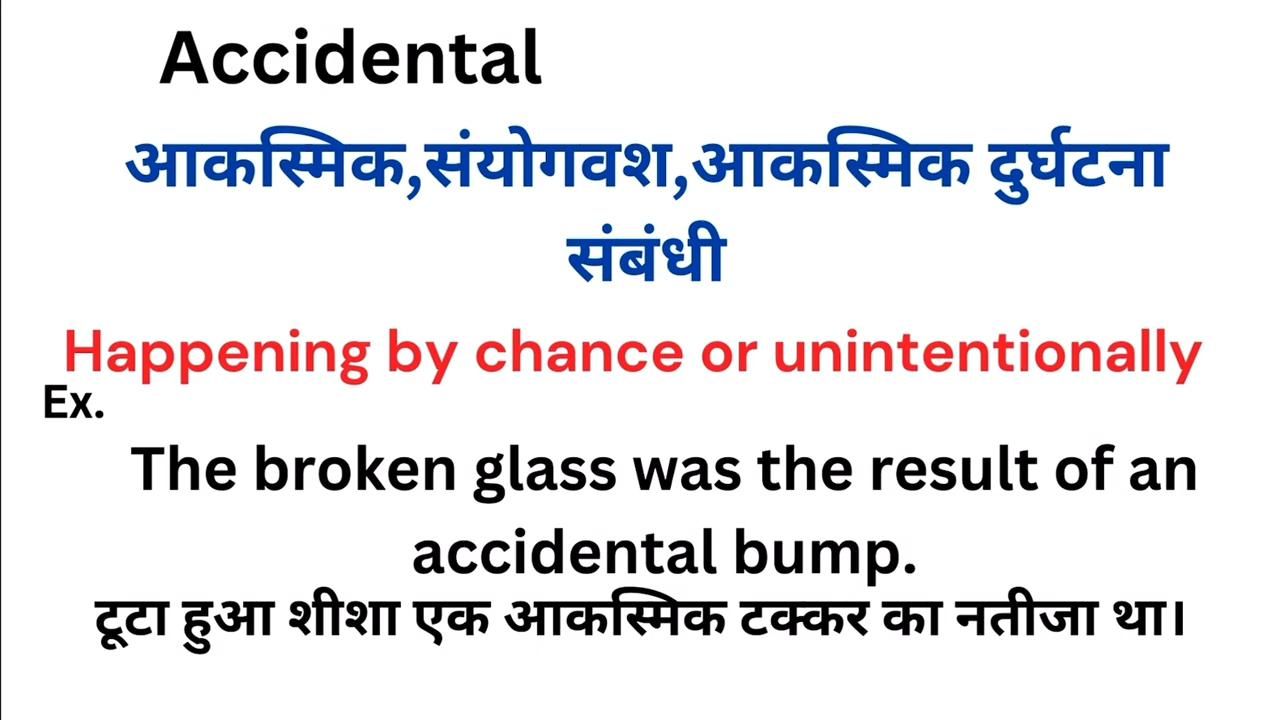 Accidental
आकस्मिक,संयोगवश,आकस्मिक दुर्घटना
संबंधी
Happening by chance or unintentionally
Ex.
The broken glass was the result of an
accidental bump.
टूटा हुआ शीशा एक आकस्मिक टक्कर का नतीजा था।